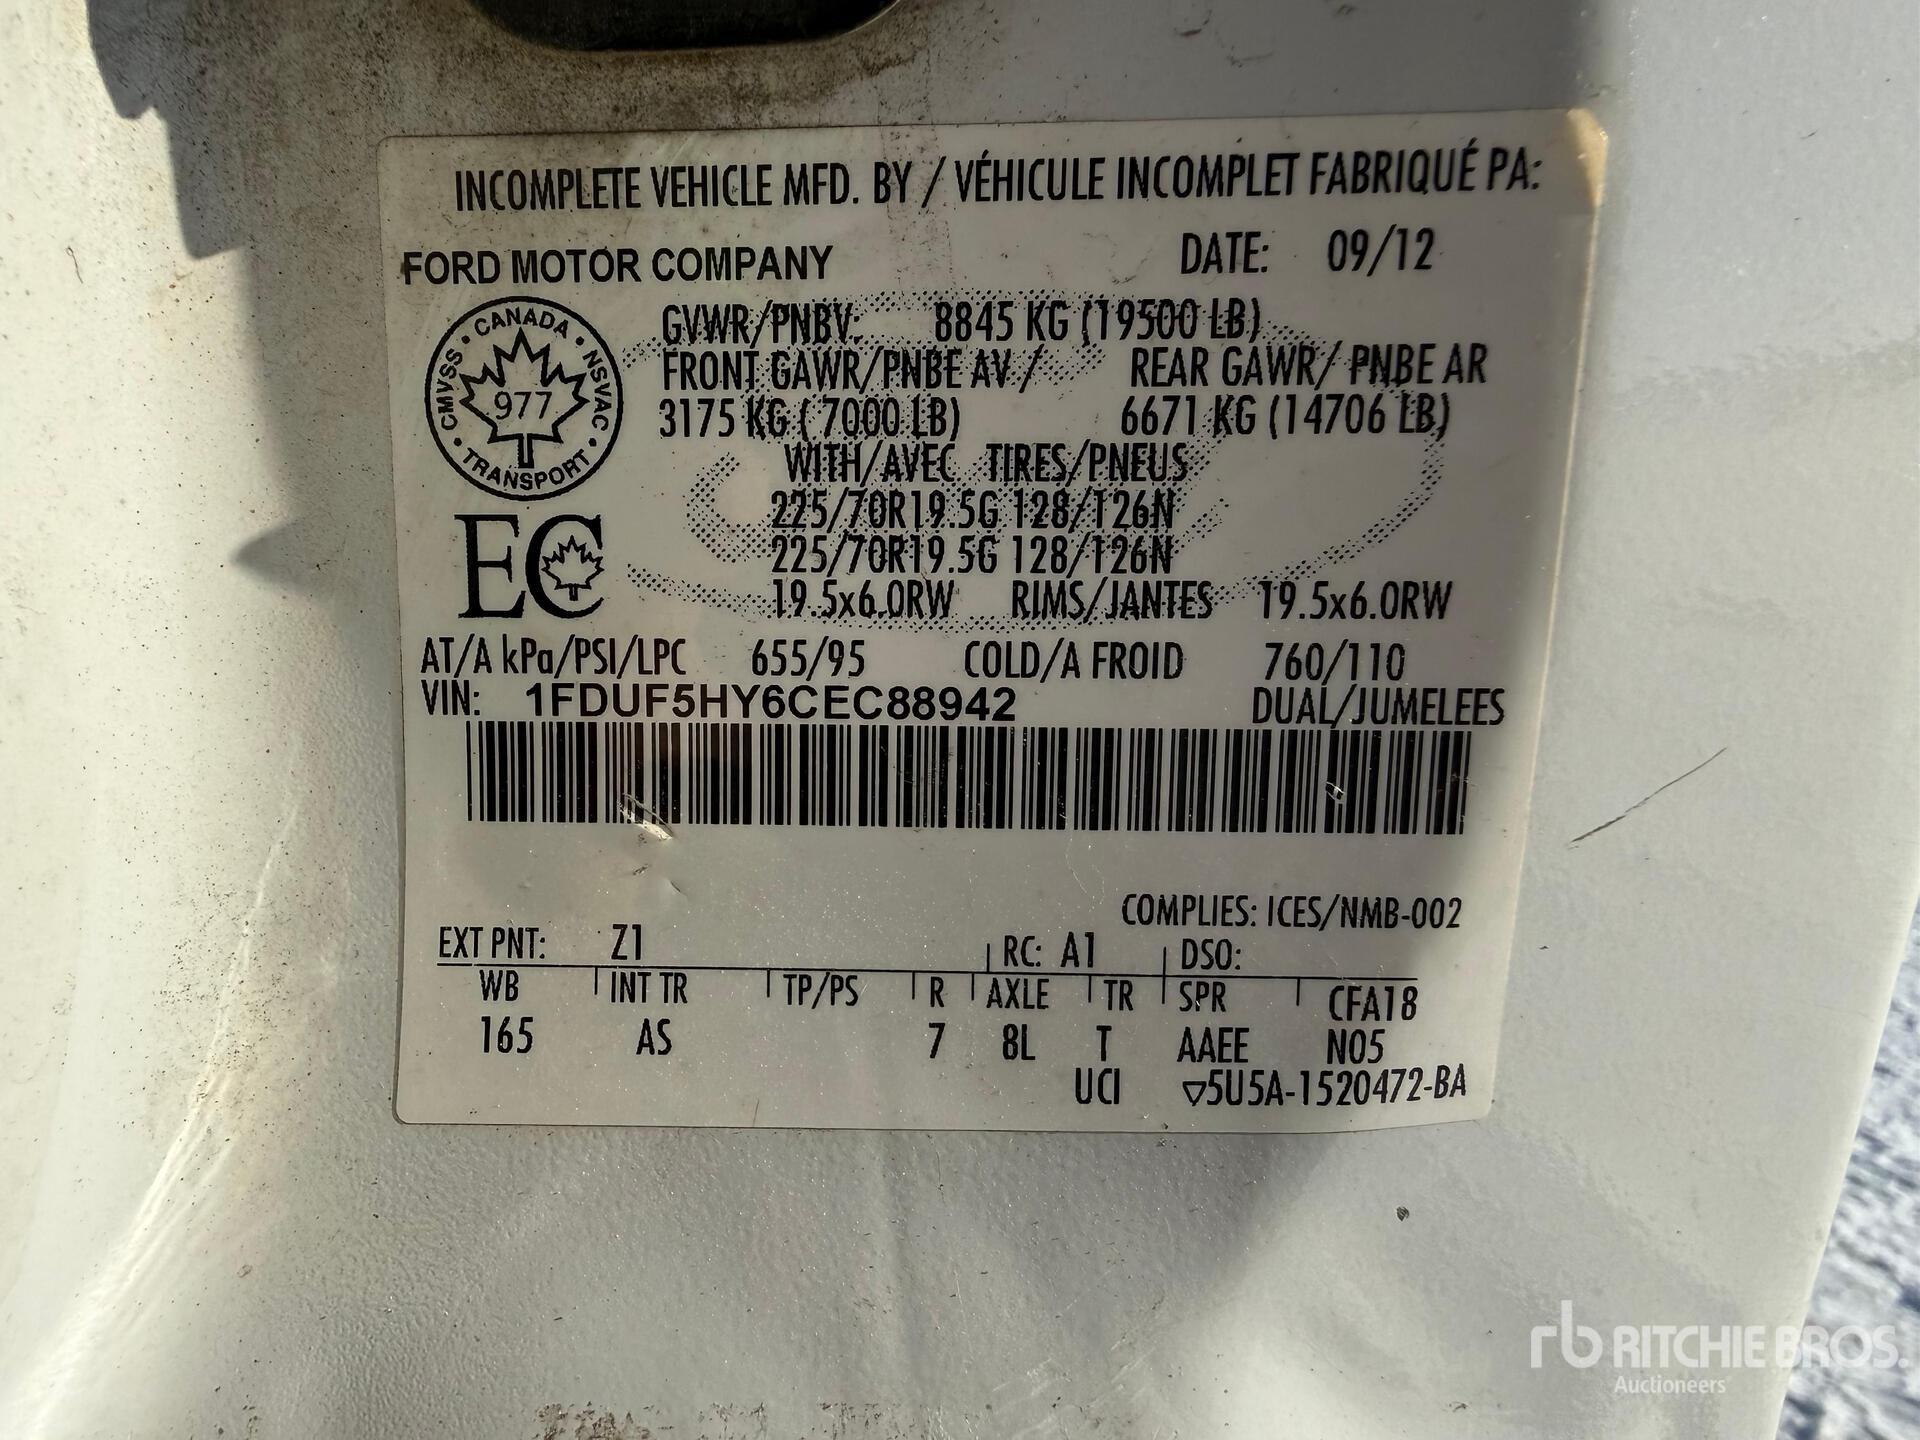 INCOMPLETE VEHICLE MFD. BY / VÉHICULE INCOMPLET FABRIQUÉ PA:
FORD MOTOR COMPANY DATE: 09/12
CMVSS · CANADA · NSVAC · TRANSPORT ·
977
GVWR/PNBV: 8845 KG (19500 LB)
FRONT GAWR/PNBE AV / REAR GAWR/ PNBE AR
3175 KG ( 7000 LB) 6671 KG (14706 LB)
WITH/AVEC TIRES/PNEUS
225/70R19.5G 128/126N
225/70R19.5G 128/126N
EC
19.5x6.0RW RIMS/JANTES 19.5x6.0RW
AT/A kPa/PSI/LPC 655/95 COLD/A FROID 760/110
VIN: 1FDUF5HY6CEC88942 DUAL/JUMELEES
COMPLIES: ICES/NMB-002
EXT PNT: Z1 RC: A1 DSO:
WB INT TR TP/PS R AXLE TR SPR CFA18
165 AS 7 8L T AAEE N05
UCI ▽5U5A-1520472-BA
rb RITCHIE BROS.
Auctioneers